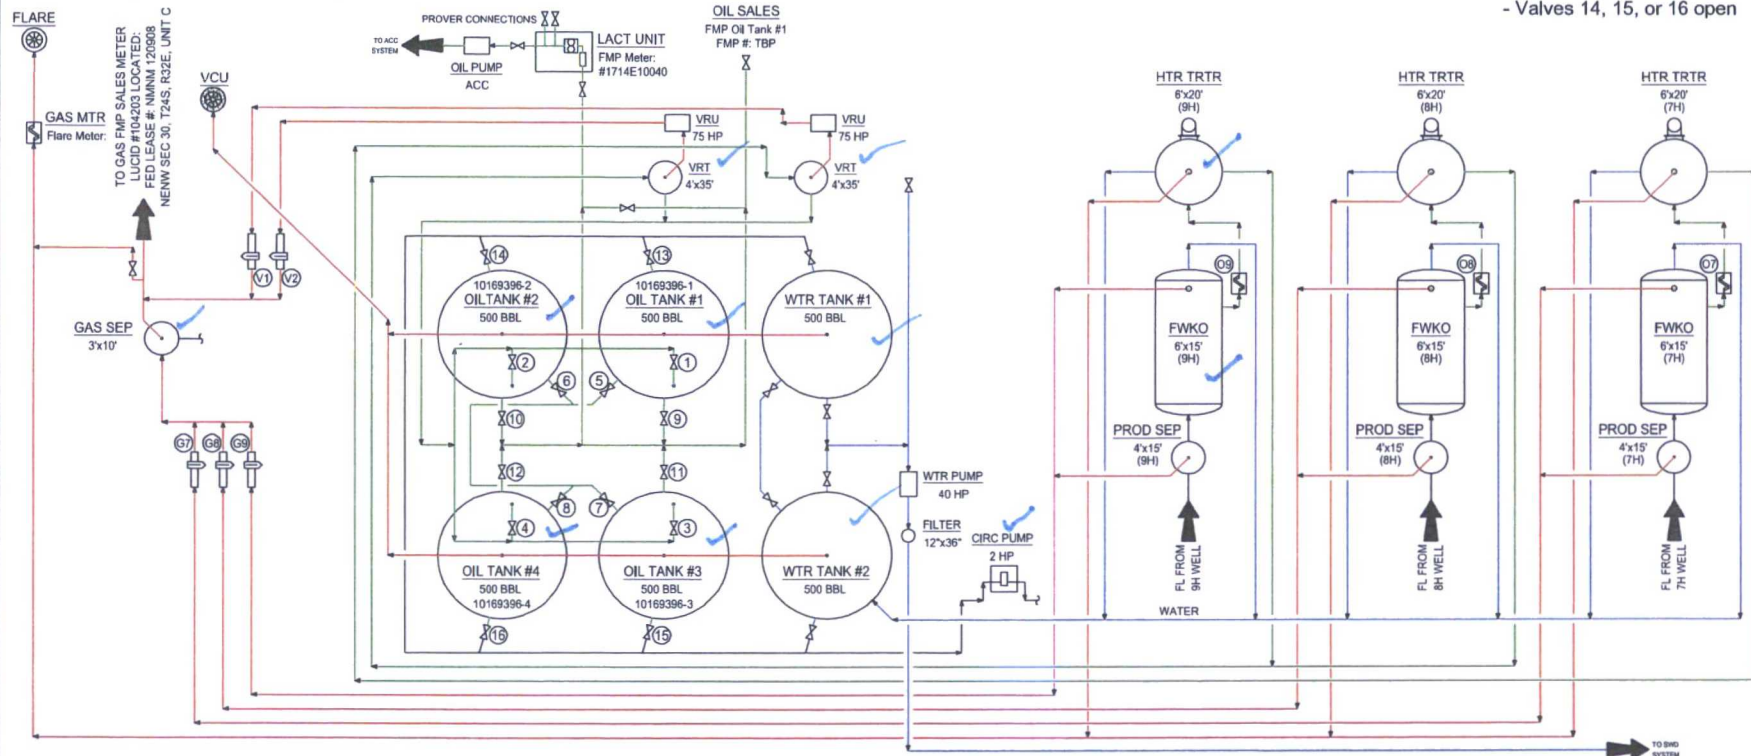 - Valves 14, 15, or 16 open
FLARE
GAS MTR
Flare Meter:
TO GAS FMP SALES METER
LUCID #104203 LOCATED:
FED LEASE #: NMNM 120908
NENW SEC 30, T24S, R32E, UNIT C
VCU
PROVER CONNECTIONS
TO ACC
SYSTEM
OIL PUMP
ACC
LACT UNIT
FMP Meter:
#1714E10040
OIL SALES
FMP Oil Tank #1
FMP #: TBP
VRU
75 HP
VRU
75 HP
VRT
4'x35'
VRT
4'x35'
V1
V2
GAS SEP
3'x10'
G7
G8
G9
14
13
10169396-2
OIL TANK #2
500 BBL
10169396-1
OIL TANK #1
500 BBL
WTR TANK #1
500 BBL
2
1
6
5
10
9
12
11
8
7
4
3
OIL TANK #4
500 BBL
10169396-4
OIL TANK #3
500 BBL
10169396-3
WTR TANK #2
500 BBL
16
15
WTR PUMP
40 HP
FILTER
12"x36"
CIRC PUMP
2 HP
HTR TRTR
6'x20'
(9H)
HTR TRTR
6'x20'
(8H)
HTR TRTR
6'x20'
(7H)
O9
O8
O7
FWKO
6'x15'
(9H)
FWKO
6'x15'
(8H)
FWKO
6'x15'
(7H)
PROD SEP
4'x15'
(9H)
PROD SEP
4'x15'
(8H)
PROD SEP
4'x15'
(7H)
FL FROM
9H WELL
FL FROM
8H WELL
FL FROM
7H WELL
WATER
TO SWD
SYSTEM